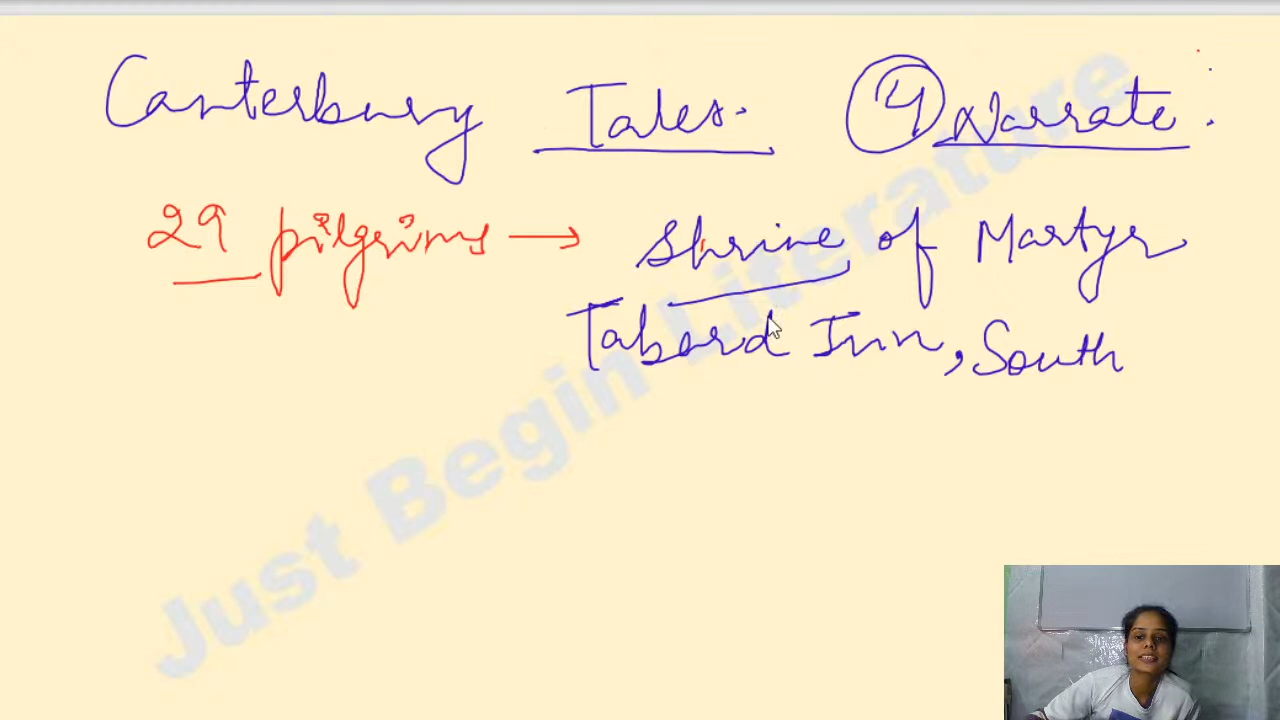 Canterbury Tales. 4 Narrate.
29 pilgrims → Shrine of Martyr
Tabard Inn, South
Just Begin Literature